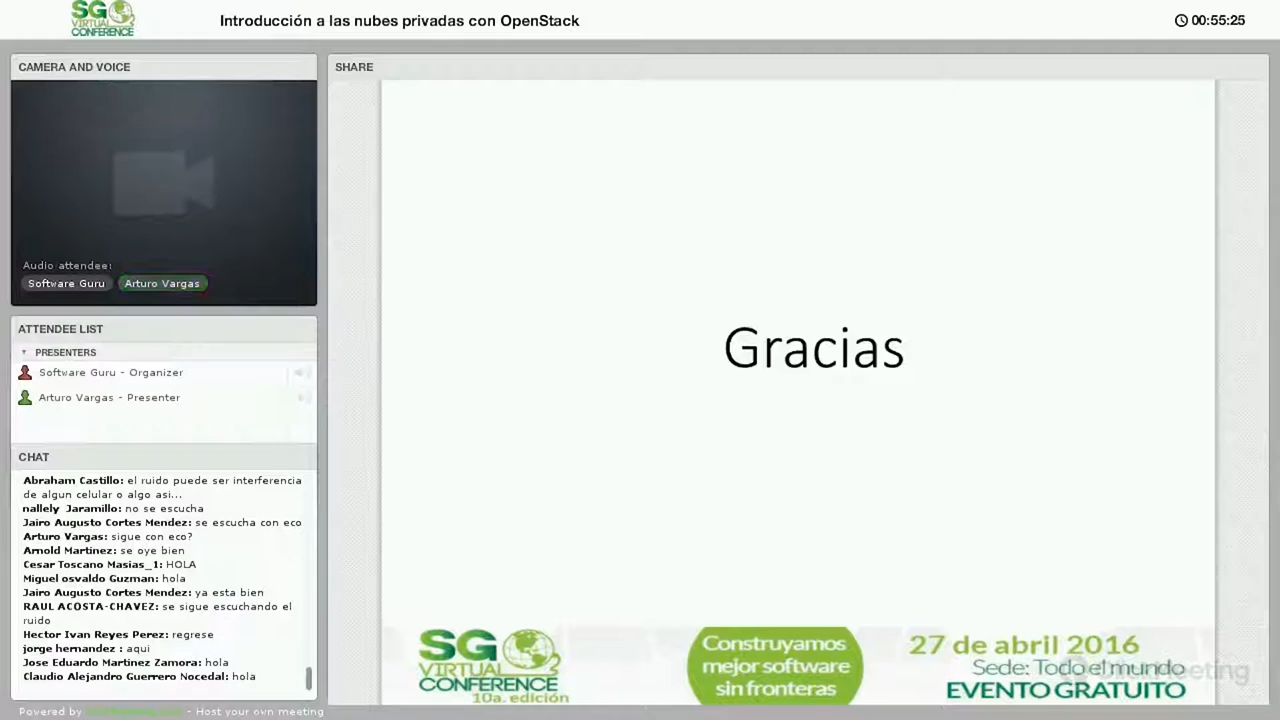 SG
VIRTUAL
CONFERENCE
Introducción a las nubes privadas con OpenStack
00:55:25
CAMERA AND VOICE
Audio attendee:
Software Guru
Arturo Vargas
ATTENDEE LIST
PRESENTERS
Software Guru - Organizer
Arturo Vargas - Presenter
CHAT
Abraham Castillo: el ruido puede ser interferencia
de algun celular o algo asi...
nallely Jaramillo: no se escucha
Jairo Augusto Cortes Mendez: se escucha con eco
Arturo Vargas: sigue con eco?
Arnold Martinez: se oye bien
Cesar Toscano Masias_1: HOLA
Miguel osvaldo Guzman: hola
Jairo Augusto Cortes Mendez: ya esta bien
RAUL ACOSTA-CHAVEZ: se sigue escuchando el
ruido
Hector Ivan Reyes Perez: regrese
jorge hernandez : aqui
Jose Eduardo Martinez Zamora: hola
Claudio Alejandro Guerrero Nocedal: hola
Powered by
- Host your own meeting
SHARE
Gracias
SG
VIRTUAL
CONFERENCE
10a. edición
Construyamos
mejor software
sin fronteras
27 de abril 2016
Sede: Todo el mundo
EVENTO GRATUITO